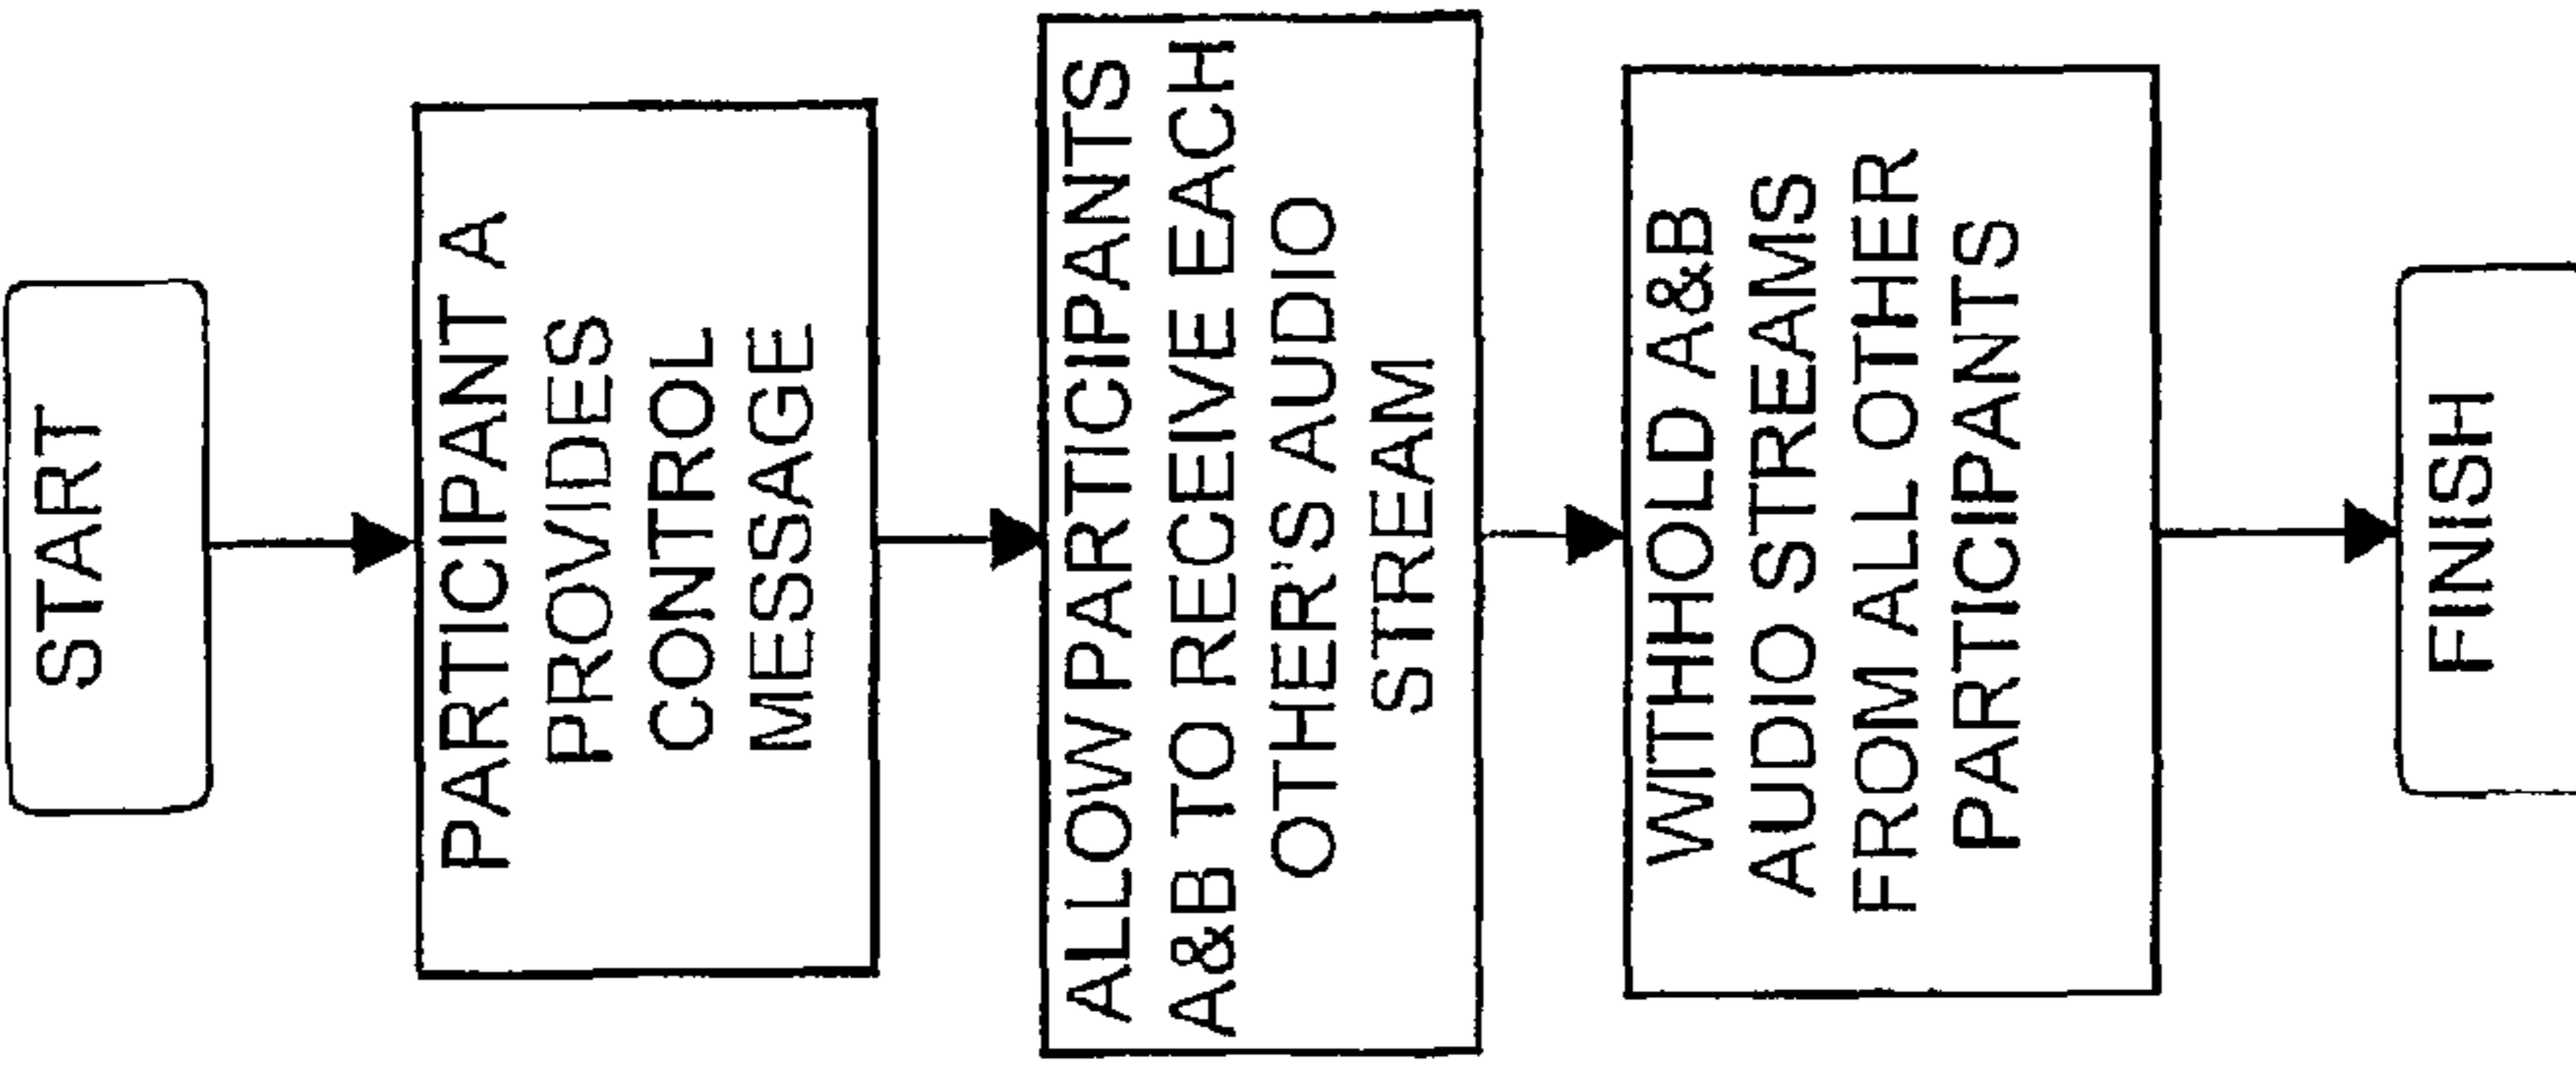 START
PARTICIPANT A
PROVIDES
CONTROL
MESSAGE
ALLOW PARTICIPANTS
A&B TO RECEIVE EACH
OTHER'S AUDIO
STREAM
WITHHOLD A&B
AUDIO STREAMS
FROM ALL OTHER
PARTICIPANTS
FINISH